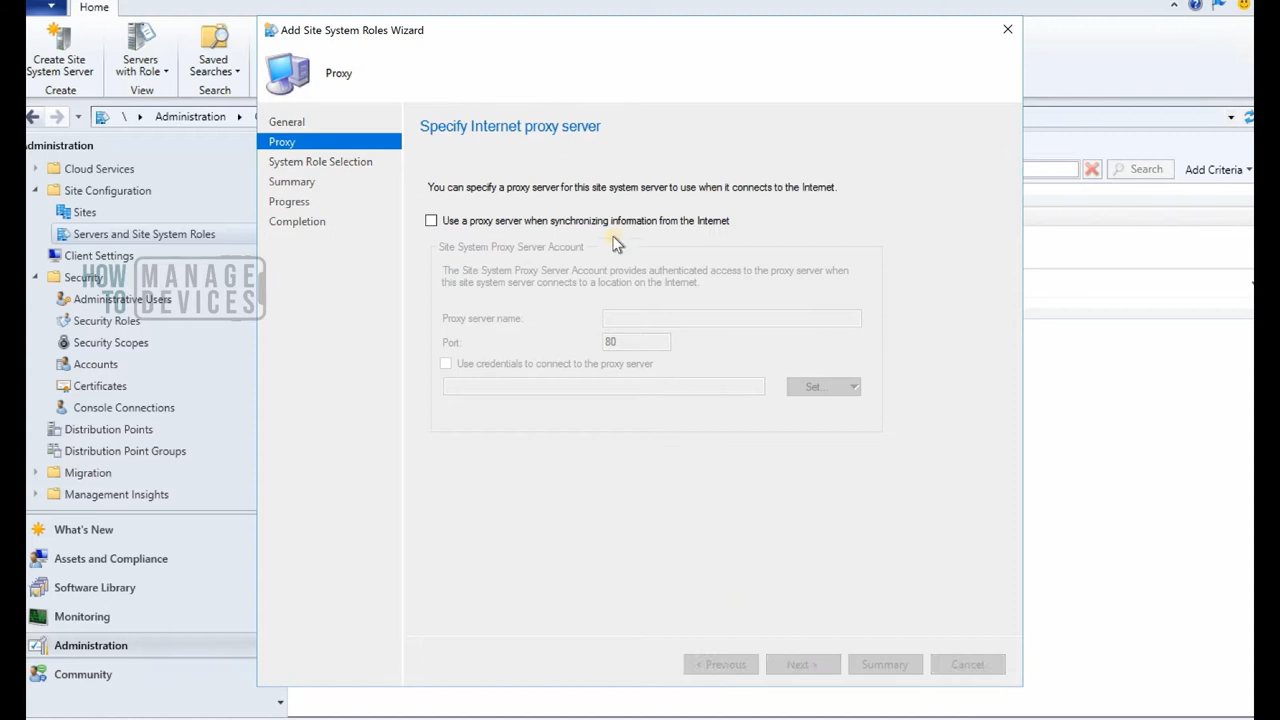 Home
Create Site
System Server
Servers
with Role
Saved
Searches
Create
View
Search
\ Administration
Administration
Cloud Services
Site Configuration
Sites
Servers and Site System Roles
Client Settings
Security
Administrative Users
Security Roles
Security Scopes
Accounts
Certificates
Console Connections
Distribution Points
Distribution Point Groups
Migration
Management Insights
What's New
Assets and Compliance
Software Library
Monitoring
Administration
Community
HOW
TO
MANAGE
DEVICES
Add Site System Roles Wizard
Proxy
General
Proxy
System Role Selection
Summary
Progress
Completion
Specify Internet proxy server
You can specify a proxy server for this site system server to use when it connects to the Internet.
Use a proxy server when synchronizing information from the Internet
Site System Proxy Server Account
The Site System Proxy Server Account provides authenticated access to the proxy server when
this site system server connects to a location on the Internet.
Proxy server name:
Port: 80
Use credentials to connect to the proxy server
Set...
< Previous
Next >
Summary
Cancel
Search
Add Criteria